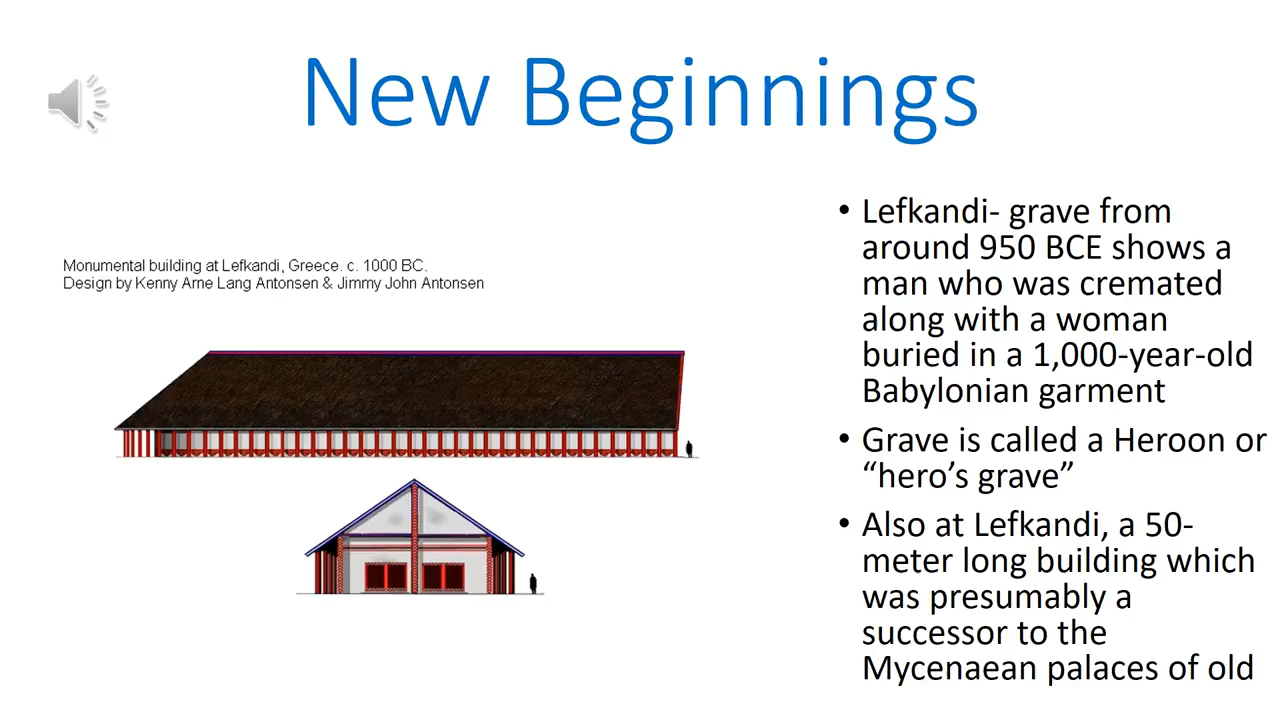 New Beginnings
Monumental building at Lefkandi, Greece. c. 1000 BC.
Design by Kenny Arne Lang Antonsen & Jimmy John Antonsen
• Lefkandi- grave from
around 950 BCE shows a
man who was cremated
along with a woman
buried in a 1,000-year-old
Babylonian garment
• Grave is called a Heroon or
“hero’s grave”
• Also at Lefkandi, a 50-
meter long building which
was presumably a
successor to the
Mycenaean palaces of old